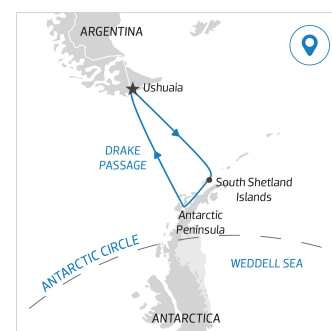 ARGENTINA
Ushuaia
DRAKE
PASSAGE
South Shetland
Islands
Antarctic
Peninsula
ANTARCTIC CIRCLE
WEDDELL SEA
ANTARCTICA